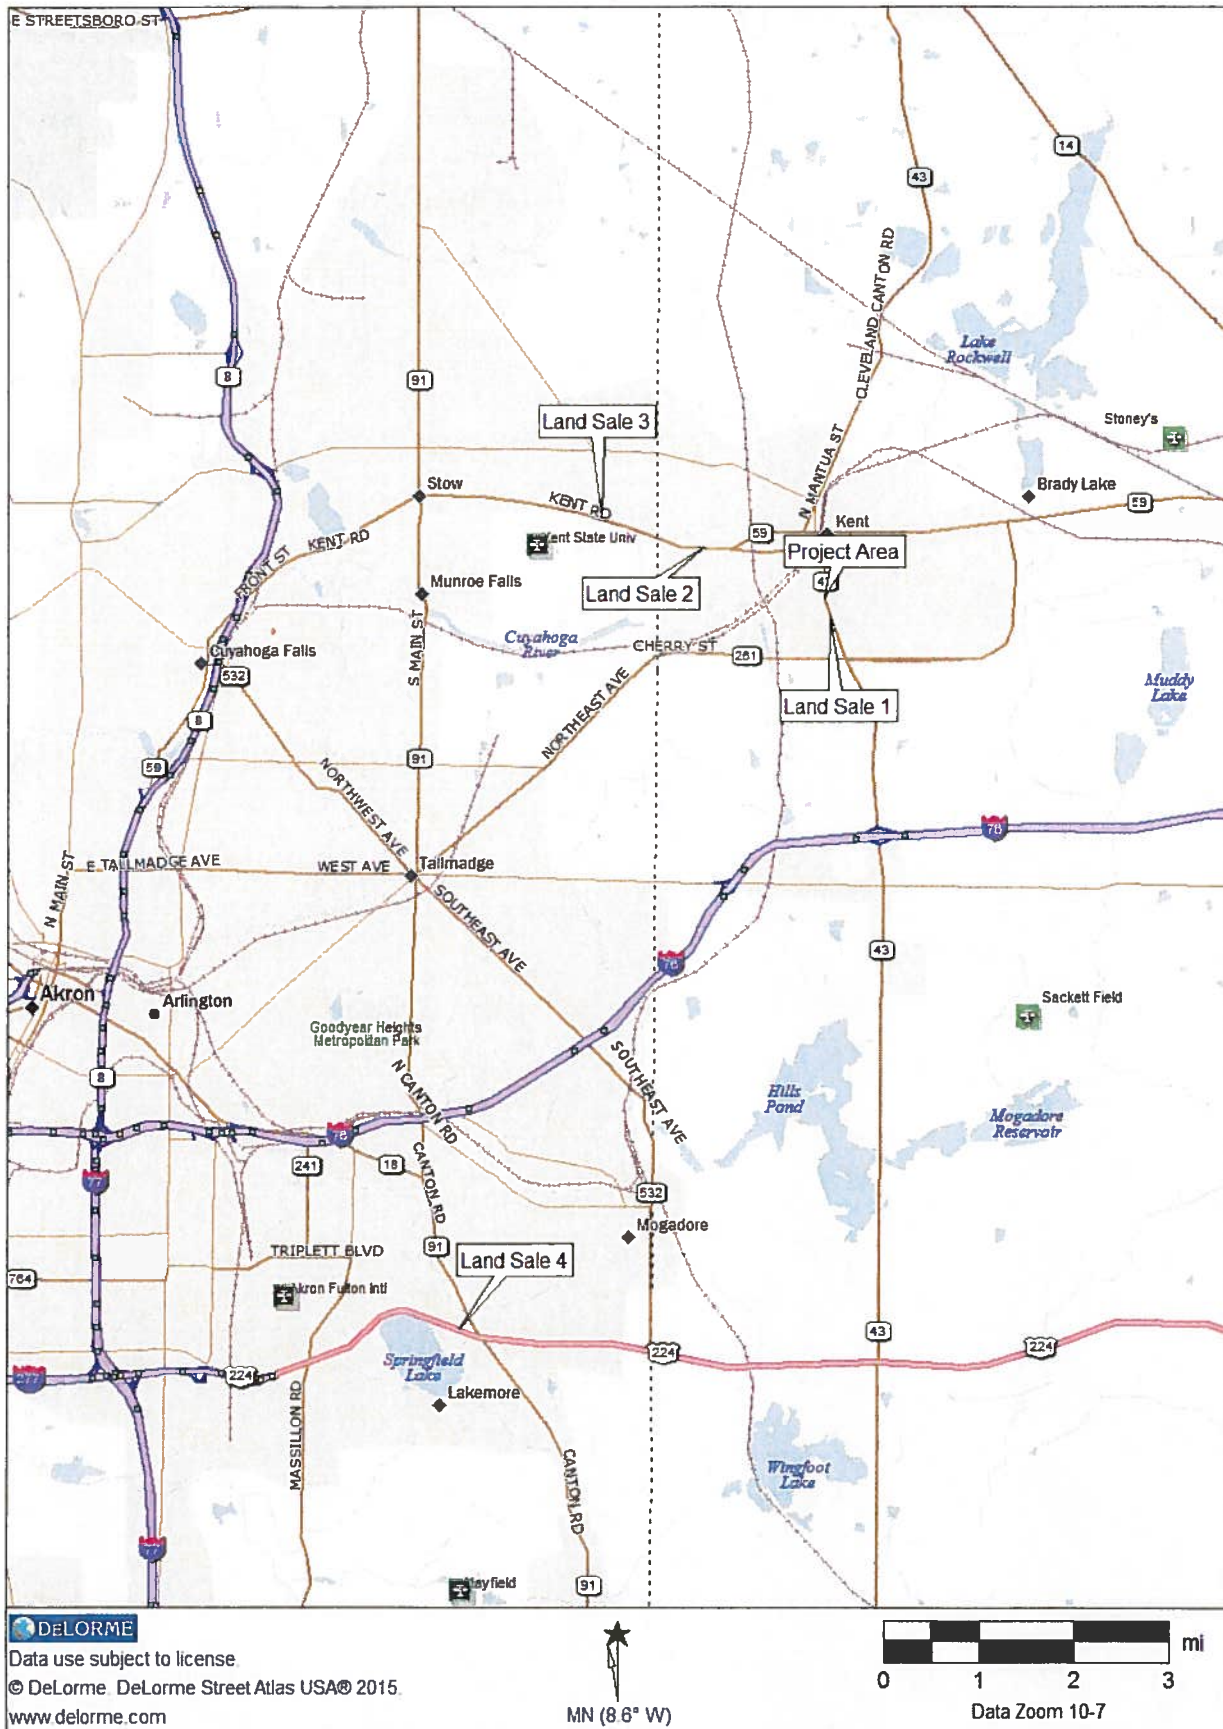 E STREETSBORO ST
14
43
CLEVELAND CANTON RD
Lake
Rockwell
8
91
Land Sale 3
Stoney's
N MANTUA ST
Stow
KENT RD
Brady Lake
59
59
Kent
KENT RD
Kent State Univ
Project Area
FRONT ST
Land Sale 2
Munroe Falls
Cuyahoga
River
CHERRY ST
261
S MAIN ST
Cuyahoga Falls
532
NORTHEAST AVE
Muddy
Lake
Land Sale 1
8
91
59
NORTHWEST AVE
76
E TALLMADGE AVE
WEST AVE
Tallmadge
N MAIN ST
SOUTHEAST AVE
43
76
Akron
Arlington
Sackett Field
Goodyear Heights
Metropolitan Park
8
N CANTON RD
SOUTHEAST AVE
Hills
Pond
Mogadore
Reservoir
76
241
18
77
CANTON RD
532
Mogadore
91
TRIPLETT BLVD
Land Sale 4
764
Akron Fulton Intl
43
224
224
Springfield
Lake
277
224
Lakemore
MASSILLON RD
CANTON RD
Wingfoot
Lake
77
Mayfield
91
DELORME
Data use subject to license.
© DeLorme. DeLorme Street Atlas USA® 2015.
www.delorme.com
MN (8.6° W)
mi
0 1 2 3
Data Zoom 10-7